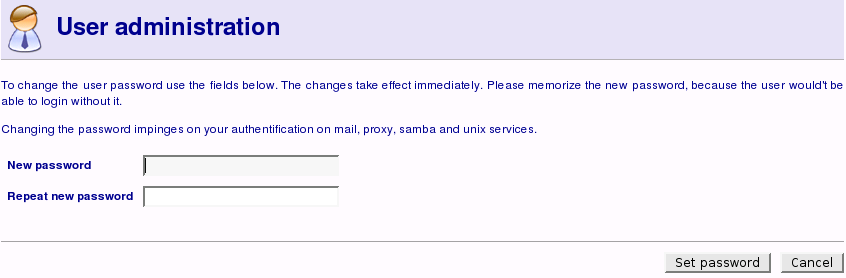 User administration
To change the user password use the fields below. The changes take effect immediately. Please memorize the new password, because the user would't be
able to login without it.
Changing the password impinges on your authentification on mail, proxy, samba and unix services.
New password
Repeat new password
Set password Cancel